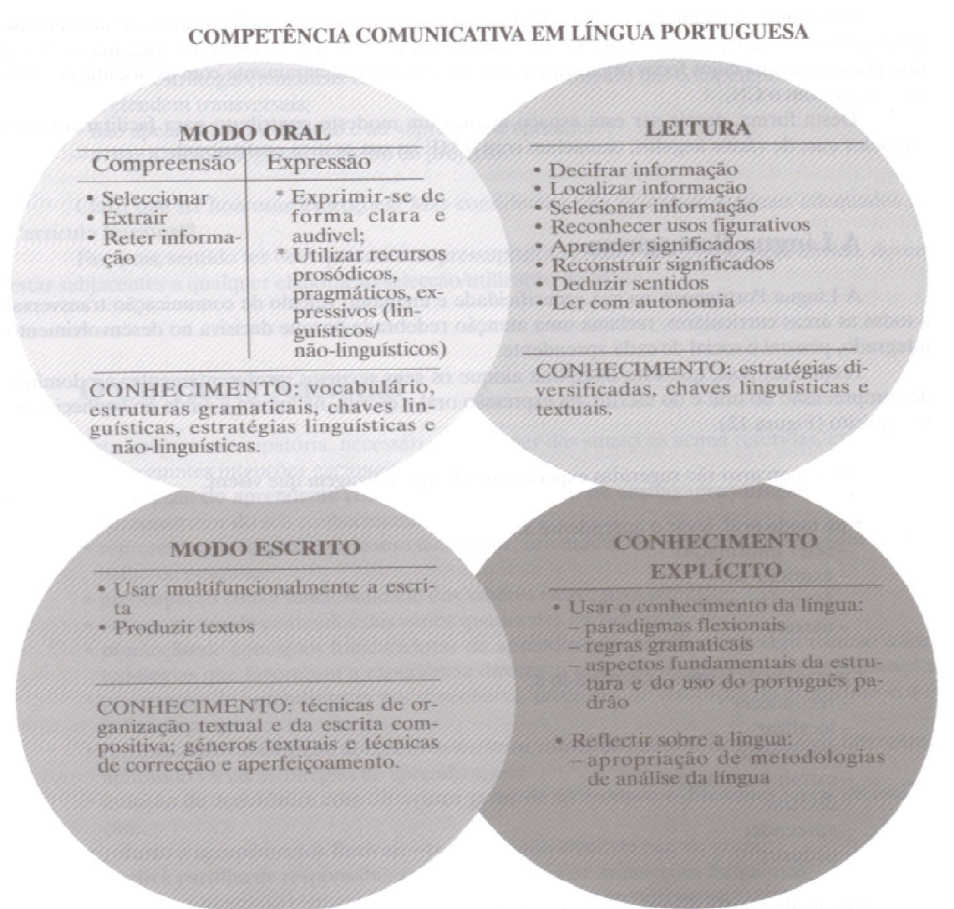 COMPETÊNCIA COMUNICATIVA EM LÍNGUA PORTUGUESA
MODO ORAL
Compreensão
• Seleccionar
• Extrair
• Reter informa-
ção
Expressão
* Exprimir-se de
forma clara e
audivel;
* Utilizar recursos
prosódicos,
pragmáticos, ex-
pressivos (lin-
guísticos/
não-linguísticos)
CONHECIMENTO: vocabulário,
estruturas gramaticais, chaves lin-
guísticas, estratégias linguísticas e
não-linguísticas.
LEITURA
• Decifrar informação
• Localizar informação
• Selecionar informação
• Reconhecer usos figurativos
• Aprender significados
• Reconstruir significados
• Deduzir sentidos
• Ler com autonomia
CONHECIMENTO: estratégias di-
versificadas, chaves linguísticas e
textuais.
MODO ESCRITO
• Usar multifuncionalmente a escri-
ta
• Produzir textos
CONHECIMENTO: técnicas de or-
ganização textual e da escrita com-
positiva; géneros textuais e técnicas
de correcção e aperfeiçoamento.
CONHECIMENTO
EXPLÍCITO
• Usar o conhecimento da língua:
– paradigmas flexionais
– regras gramaticais
– aspectos fundamentais da estru-
tura e do uso do português pa-
drão
• Reflectir sobre a língua:
– apropriação de metodologias
de análise da língua